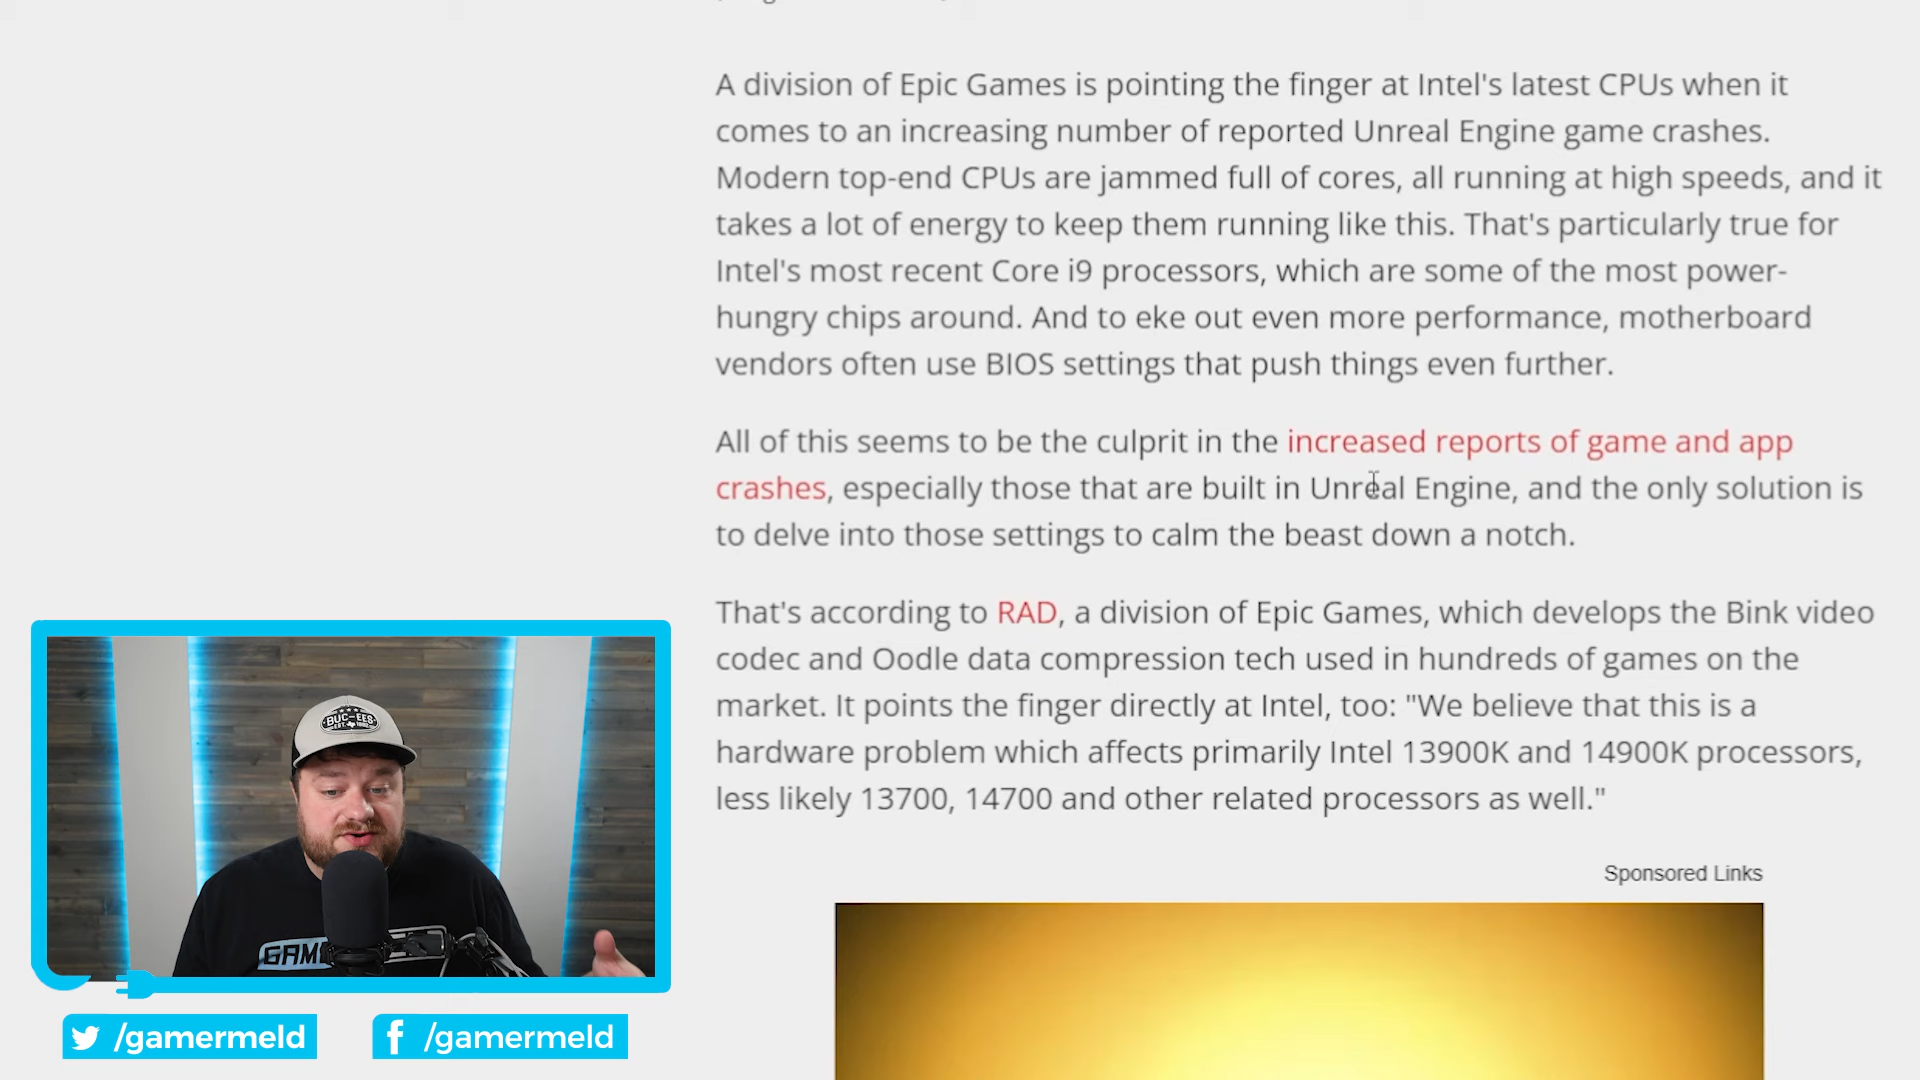 A division of Epic Games is pointing the finger at Intel's latest CPUs when it
comes to an increasing number of reported Unreal Engine game crashes.
Modern top-end CPUs are jammed full of cores, all running at high speeds, and it
takes a lot of energy to keep them running like this. That's particularly true for
Intel's most recent Core i9 processors, which are some of the most power-
hungry chips around. And to eke out even more performance, motherboard
vendors often use BIOS settings that push things even further.
All of this seems to be the culprit in the increased reports of game and app
crashes, especially those that are built in Unreal Engine, and the only solution is
to delve into those settings to calm the beast down a notch.
That's according to RAD, a division of Epic Games, which develops the Bink video
codec and Oodle data compression tech used in hundreds of games on the
market. It points the finger directly at Intel, too: "We believe that this is a
hardware problem which affects primarily Intel 13900K and 14900K processors,
less likely 13700, 14700 and other related processors as well."
Sponsored Links
BUC-EES
/gamermeld
/gamermeld